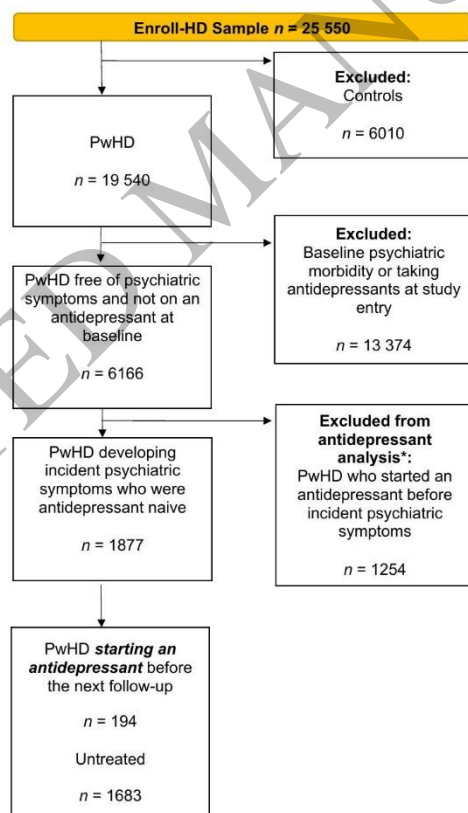 Enroll-HD Sample n = 25 550
Excluded:
Controls
n = 6010
PwHD
n = 19 540
Excluded:
Baseline psychiatric
morbidity or taking
antidepressants at study
entry
n = 13 374
PwHD free of psychiatric
symptoms and not on an
antidepressant at
baseline
n = 6166
Excluded from
antidepressant
analysis*:
PwHD who started an
antidepressant before
incident psychiatric
symptoms
n = 1254
PwHD developing
incident psychiatric
symptoms who were
antidepressant naive
n = 1877
PwHD starting an
antidepressant before
the next follow-up
n = 194
Untreated
n = 1683